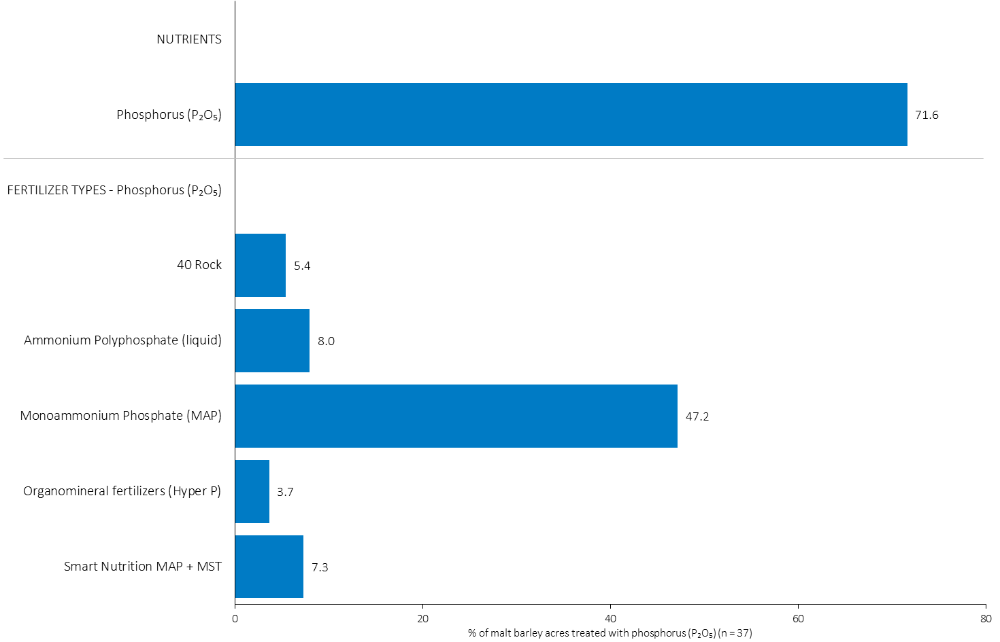 NUTRIENTS
Phosphorus (P₂O₅)
71.6
FERTILIZER TYPES - Phosphorus (P₂O₅)
40 Rock
5.4
Ammonium Polyphosphate (liquid)
8.0
Monoammonium Phosphate (MAP)
47.2
Organomineral fertilizers (Hyper P)
3.7
Smart Nutrition MAP + MST
7.3
0 20 40 60 80
% of malt barley acres treated with phosphorus (P₂O₅) (n = 37)